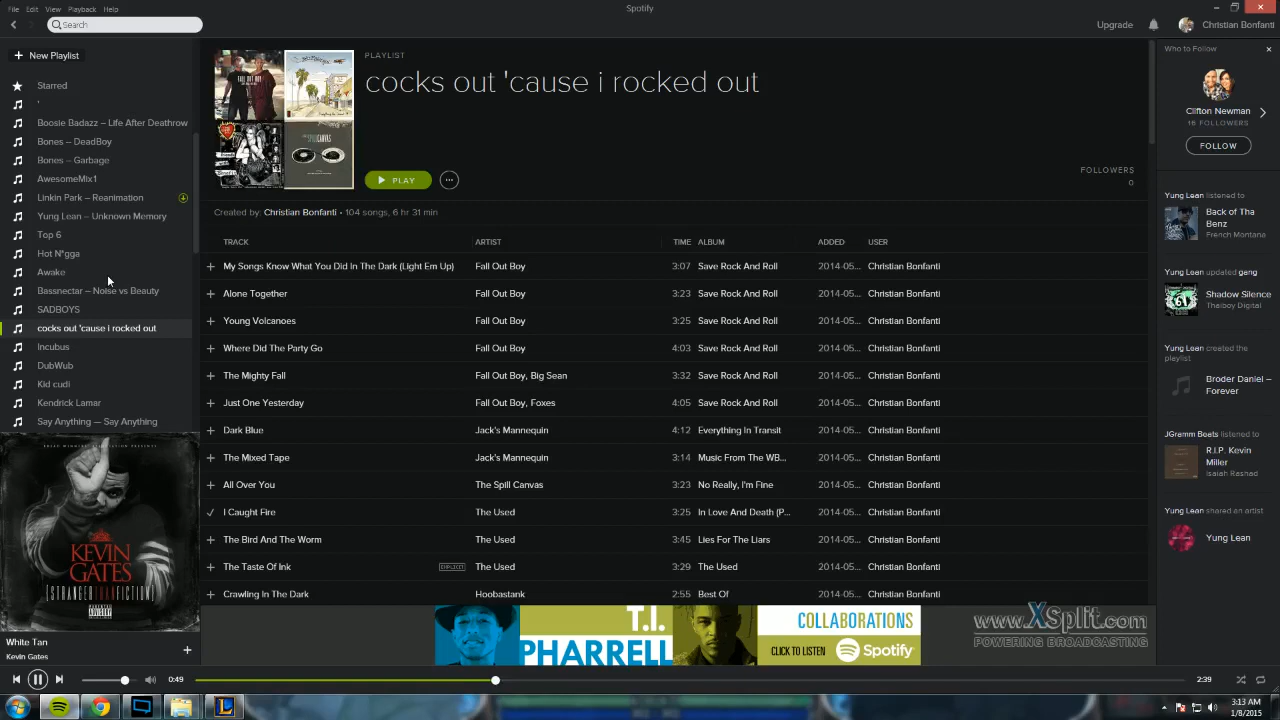 File Edit View Playback Help
Spotify
Search
Upgrade
Christian Bonfanti
New Playlist
Starred
'
Boosie Badazz – Life After Deathrow
Bones – DeadBoy
Bones – Garbage
AwesomeMix1
Linkin Park – Reanimation
Yung Lean – Unknown Memory
Top 6
Hot N*gga
Awake
Bassnectar – Noise vs Beauty
SADBOYS
cocks out 'cause i rocked out
Incubus
DubWub
Kid cudi
Kendrick Lamar
Say Anything — Say Anything
KEVIN
GATES
[STRANGER THAN FICTION]
PARENTAL
ADVISORY
White Tan
Kevin Gates
PLAYLIST
cocks out 'cause i rocked out
PLAY
FOLLOWERS
0
Created by: Christian Bonfanti • 104 songs, 6 hr 31 min
TRACK ARTIST TIME ALBUM ADDED USER
My Songs Know What You Did In The Dark (Light Em Up) Fall Out Boy 3:07 Save Rock And Roll 2014-05... Christian Bonfanti
Alone Together Fall Out Boy 3:23 Save Rock And Roll 2014-05... Christian Bonfanti
Young Volcanoes Fall Out Boy 3:25 Save Rock And Roll 2014-05... Christian Bonfanti
Where Did The Party Go Fall Out Boy 4:03 Save Rock And Roll 2014-05... Christian Bonfanti
The Mighty Fall Fall Out Boy, Big Sean 3:32 Save Rock And Roll 2014-05... Christian Bonfanti
Just One Yesterday Fall Out Boy, Foxes 4:05 Save Rock And Roll 2014-05... Christian Bonfanti
Dark Blue Jack's Mannequin 4:12 Everything In Transit 2014-05... Christian Bonfanti
The Mixed Tape Jack's Mannequin 3:14 Music From The WB... 2014-05... Christian Bonfanti
All Over You The Spill Canvas 3:23 No Really, I'm Fine 2014-05... Christian Bonfanti
I Caught Fire The Used 3:25 In Love And Death (P... 2014-05... Christian Bonfanti
The Bird And The Worm The Used 3:45 Lies For The Liars 2014-05... Christian Bonfanti
The Taste Of Ink EXPLICIT The Used 3:29 The Used 2014-05... Christian Bonfanti
Crawling In The Dark Hoobastank 2:55 Best Of 2014-05... Christian Bonfanti
T.I.
PHARRELL
COLLABORATIONS
CLICK TO LISTEN Spotify
www.XSplit.com
POWERING BROADCASTING
Who to Follow
Clifton Newman
16 FOLLOWERS
FOLLOW
Yung Lean listened to
Back of Tha
Benz
French Montana
Yung Lean updated gang
Shadow Silence
Thaiboy Digital
Yung Lean created the
playlist
Broder Daniel –
Forever
JGramm Beats listened to
R.I.P. Kevin
Miller
Isaiah Rashad
Yung Lean shared an artist
Yung Lean
0:49
2:39
3:13 AM
1/8/2015